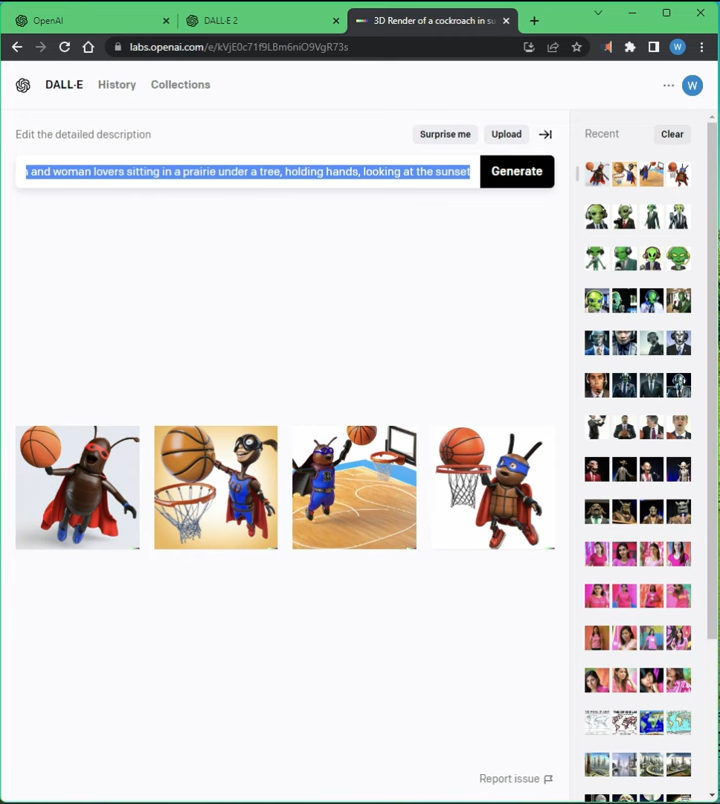 OpenAI
DALL·E 2
3D Render of a cockroach in su
labs.openai.com/e/kVjE0c71f9LBm6niO9VgR73s
W
DALL·E
History
Collections
W
Edit the detailed description
Surprise me
Upload
Recent
Clear
and woman lovers sitting in a prairie under a tree, holding hands, looking at the sunset
Generate
Report issue